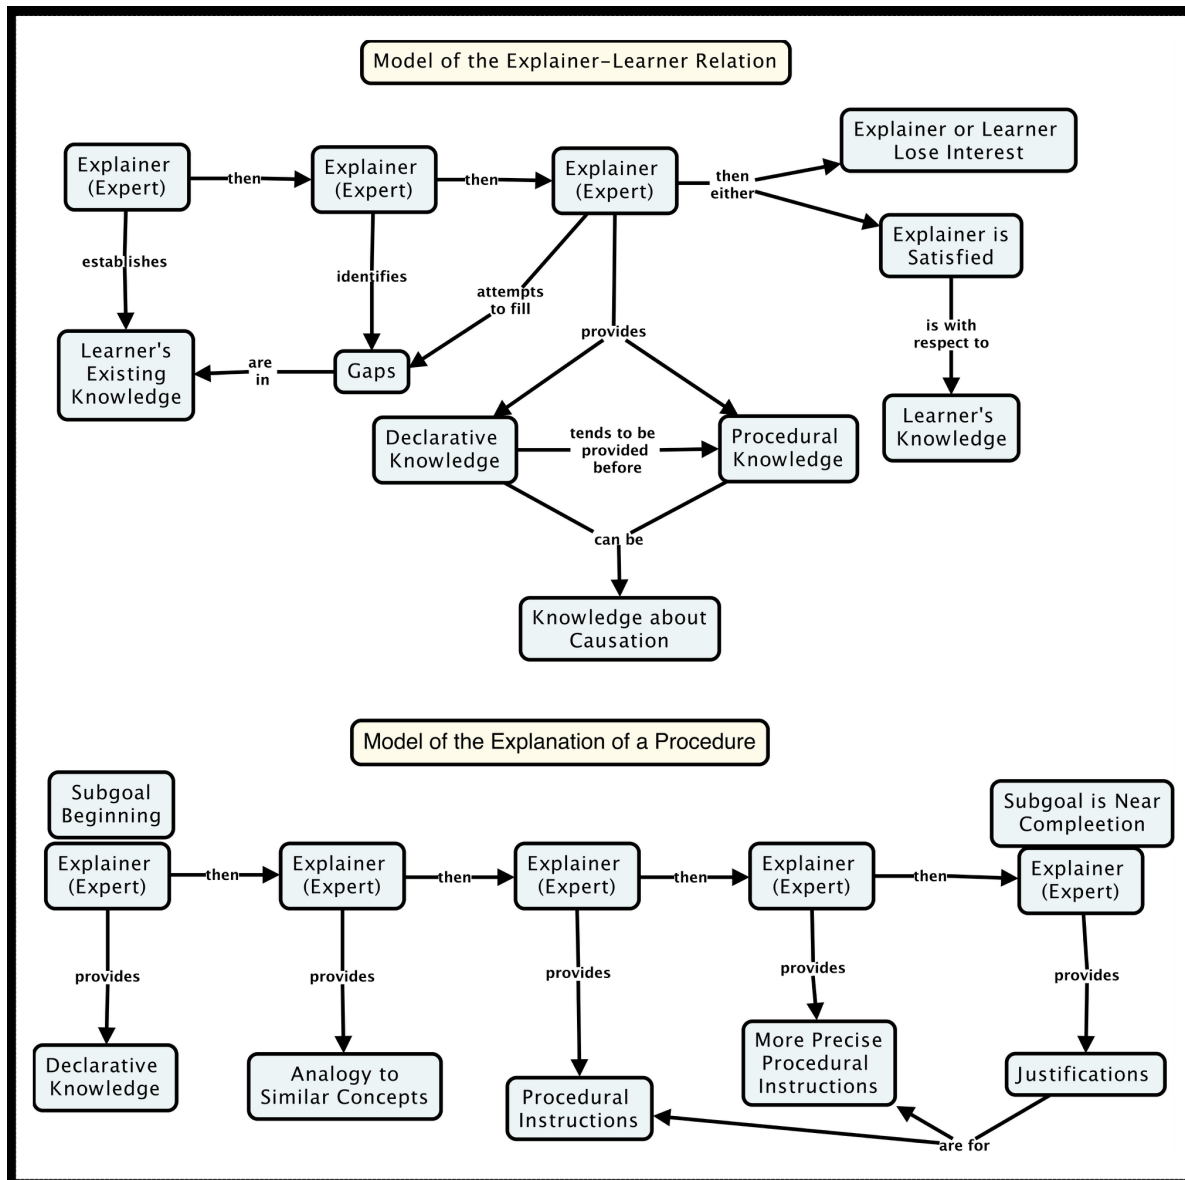 Model of the Explainer–Learner Relation
Explainer
(Expert)
then
Explainer
(Expert)
then
Explainer
(Expert)
then
either
Explainer or Learner
Lose Interest
Explainer is
Satisfied
establishes
identifies
attempts
to fill
provides
is with
respect to
Learner's
Existing
Knowledge
are
in
Gaps
Declarative
Knowledge
tends to be
provided
before
Procedural
Knowledge
Learner's
Knowledge
can be
Knowledge about
Causation
Model of the Explanation of a Procedure
Subgoal
Beginning
Subgoal is Near
Compleetion
Explainer
(Expert)
then
Explainer
(Expert)
then
Explainer
(Expert)
then
Explainer
(Expert)
then
Explainer
(Expert)
provides
provides
provides
provides
provides
Declarative
Knowledge
Analogy to
Similar Concepts
Procedural
Instructions
More Precise
Procedural
Instructions
Justifications
are for